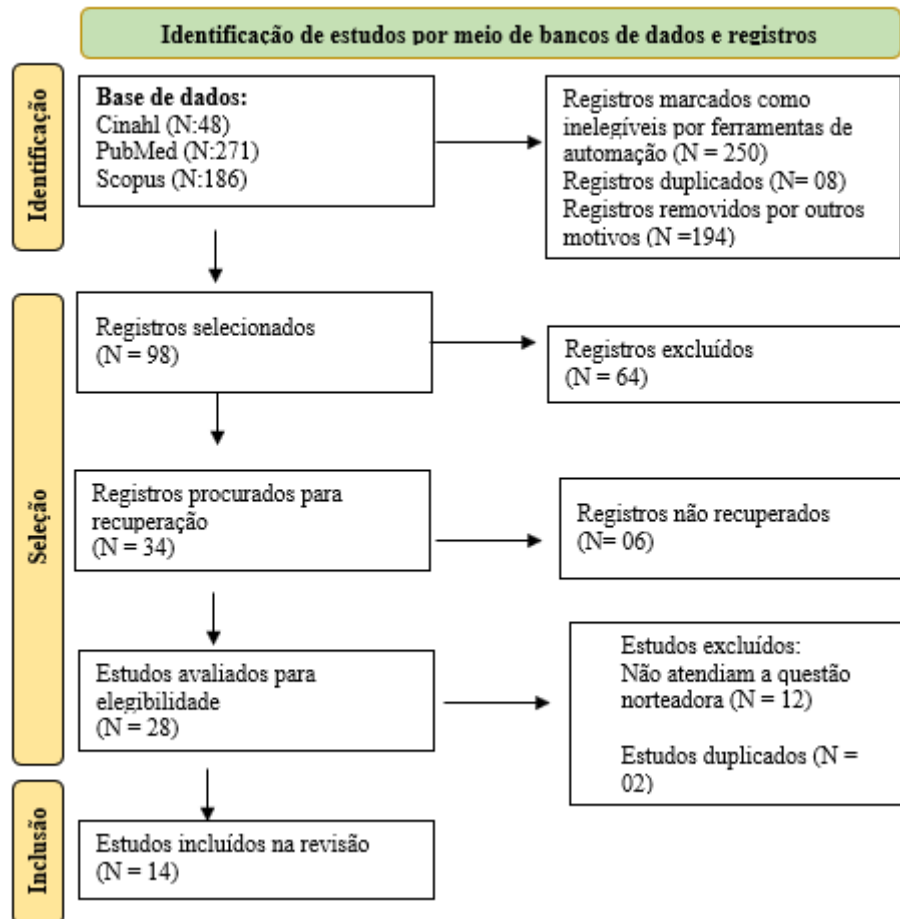 Identificação de estudos por meio de bancos de dados e registros
Identificação
Base de dados:
Cinahl (N:48)
PubMed (N:271)
Scopus (N:186)
Registros marcados como
inelegíveis por ferramentas de
automação (N = 250)
Registros duplicados (N= 08)
Registros removidos por outros
motivos (N =194)
Seleção
Registros selecionados
(N = 98)
Registros excluídos
(N = 64)
Registros procurados para
recuperação
(N = 34)
Registros não recuperados
(N= 06)
Estudos avaliados para
elegibilidade
(N = 28)
Estudos excluídos:
Não atendiam a questão
norteadora (N = 12)
Estudos duplicados (N =
02)
Inclusão
Estudos incluídos na revisão
(N = 14)